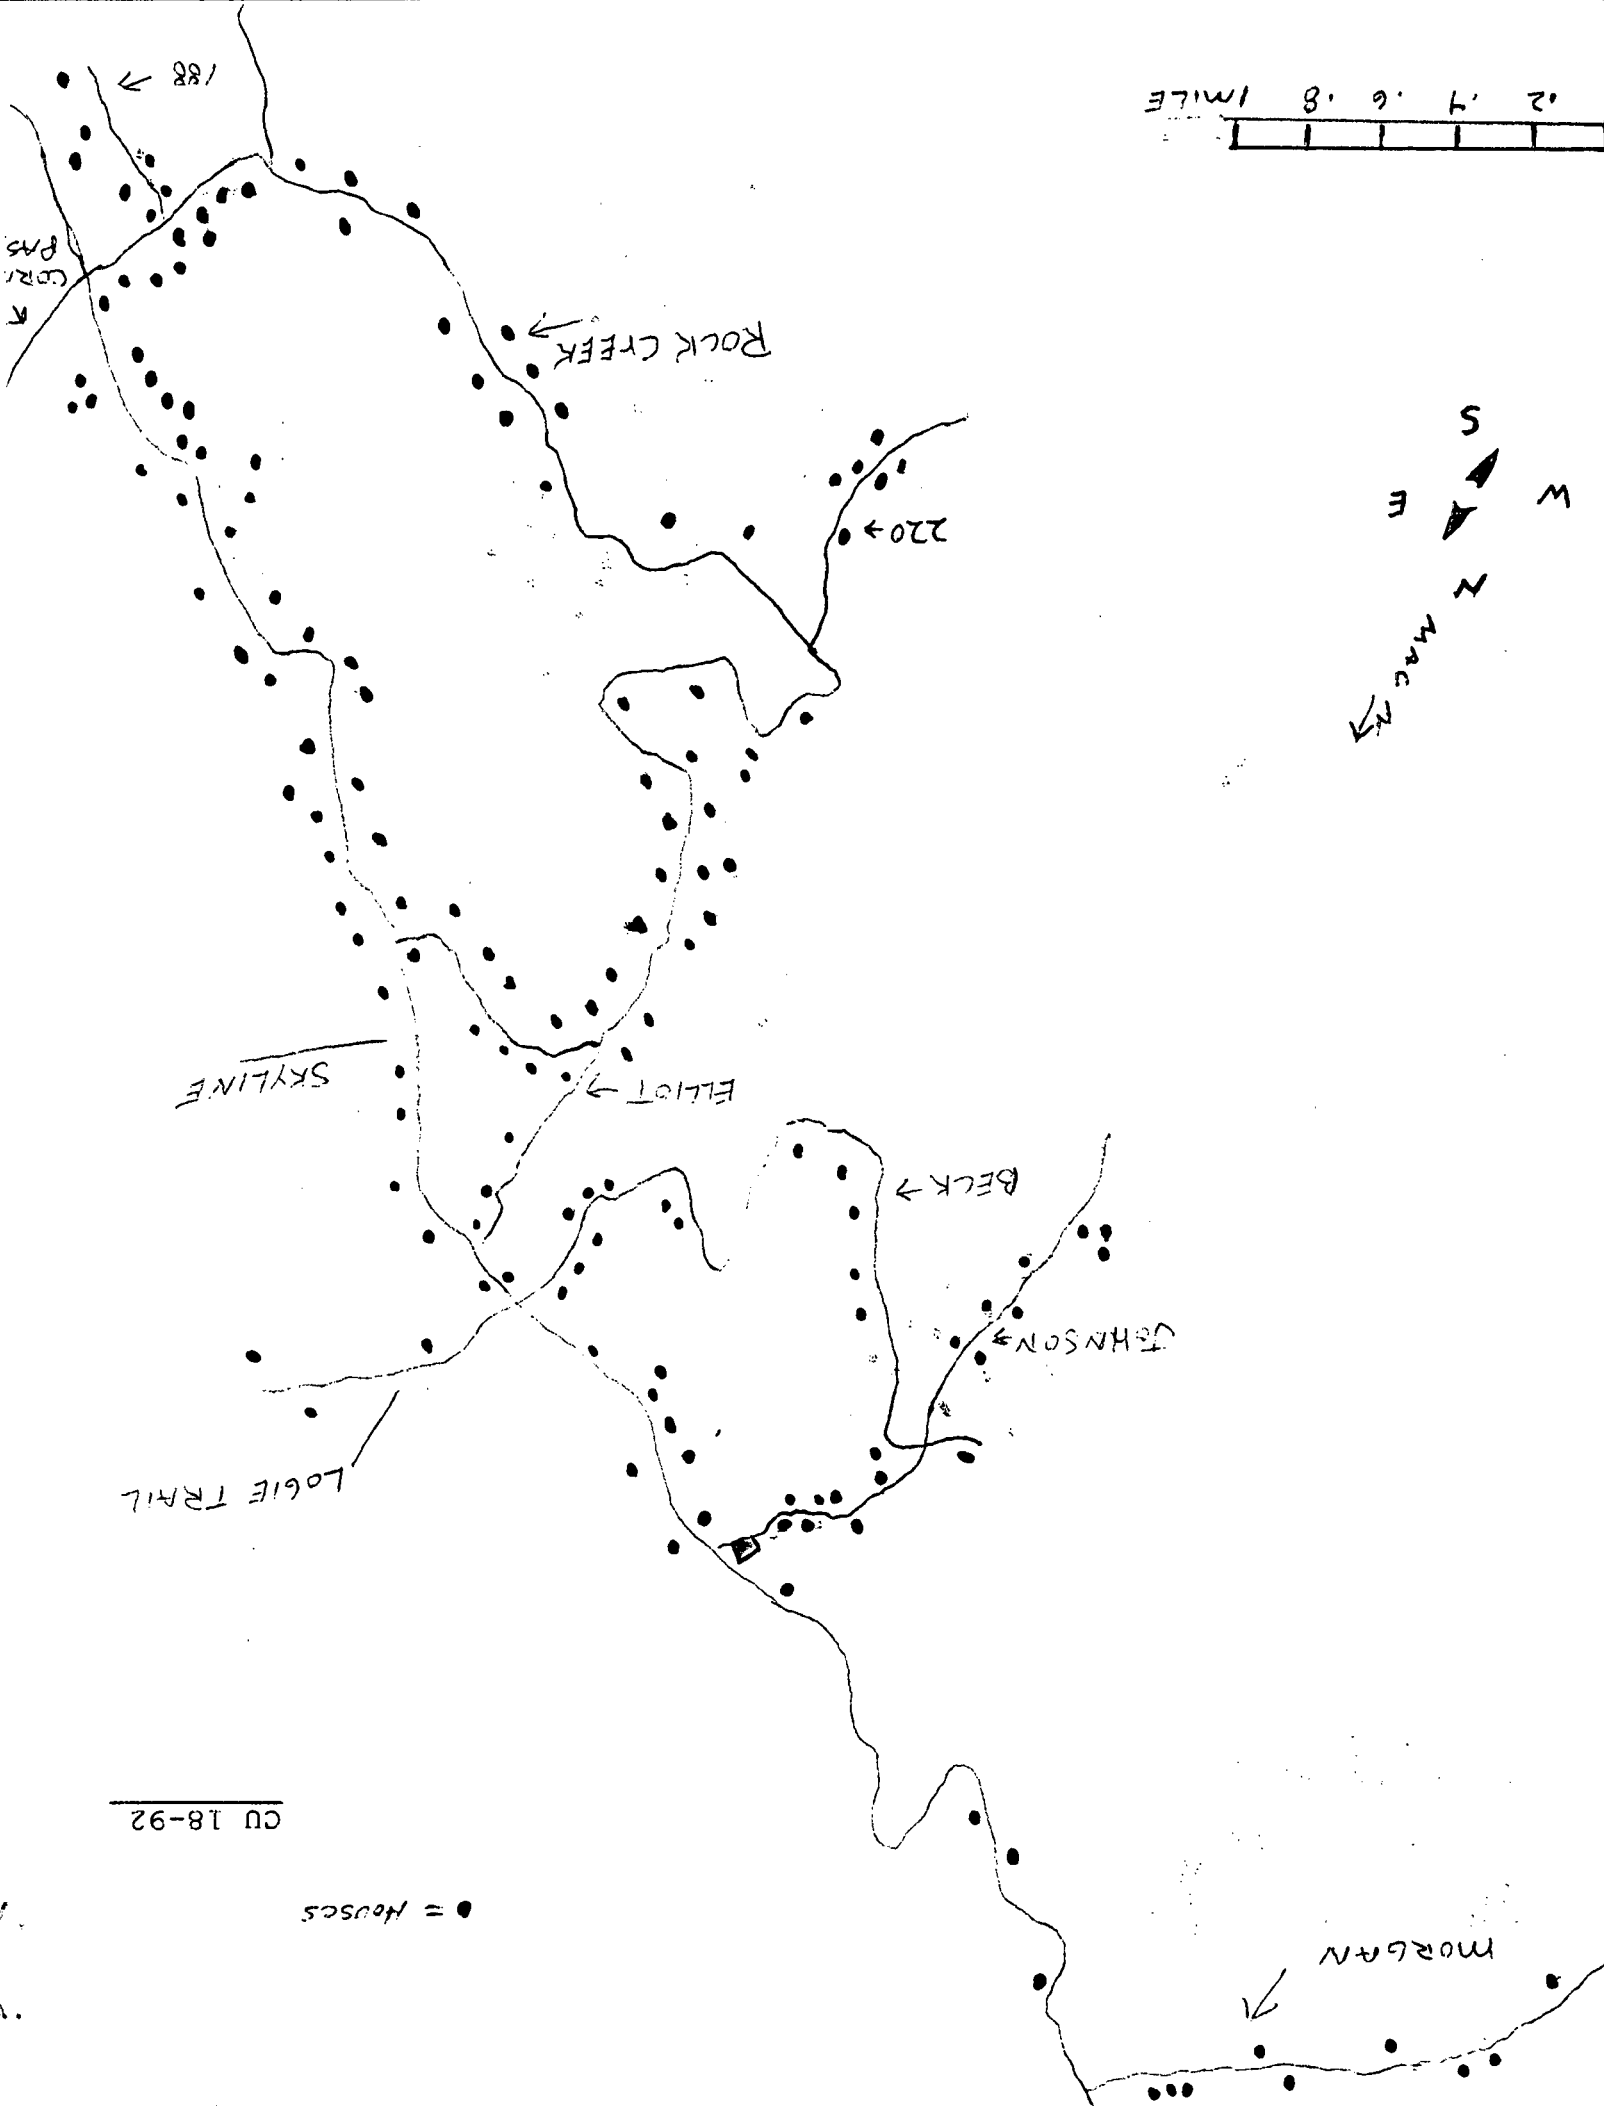 MORGAN
● = HOUSES
CU 18-92
LOGIE TRAIL
JOHNSON →
BECK →
ELLIOT →
SKYLINE
MAG N
N
W E
S
220 →
ROCK CREEK
188 →
.2 .4 .6 .8 1 MILE